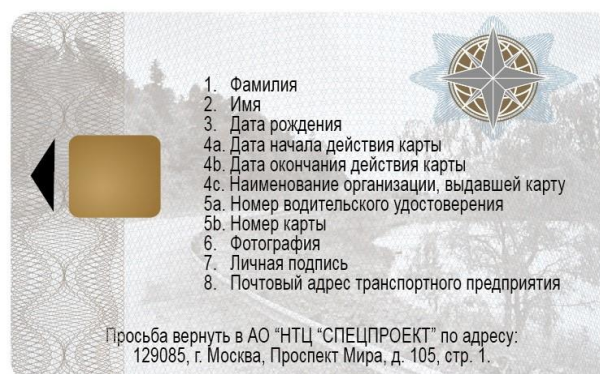 1. Фамилия
2. Имя
3. Дата рождения
4a. Дата начала действия карты
4b. Дата окончания действия карты
4c. Наименование организации, выдавшей карту
5a. Номер водительского удостоверения
5b. Номер карты
6. Фотография
7. Личная подпись
8. Почтовый адрес транспортного предприятия
Просьба вернуть в АО “НТЦ “СПЕЦПРОЕКТ” по адресу:
129085, г. Москва, Проспект Мира, д. 105, стр. 1.